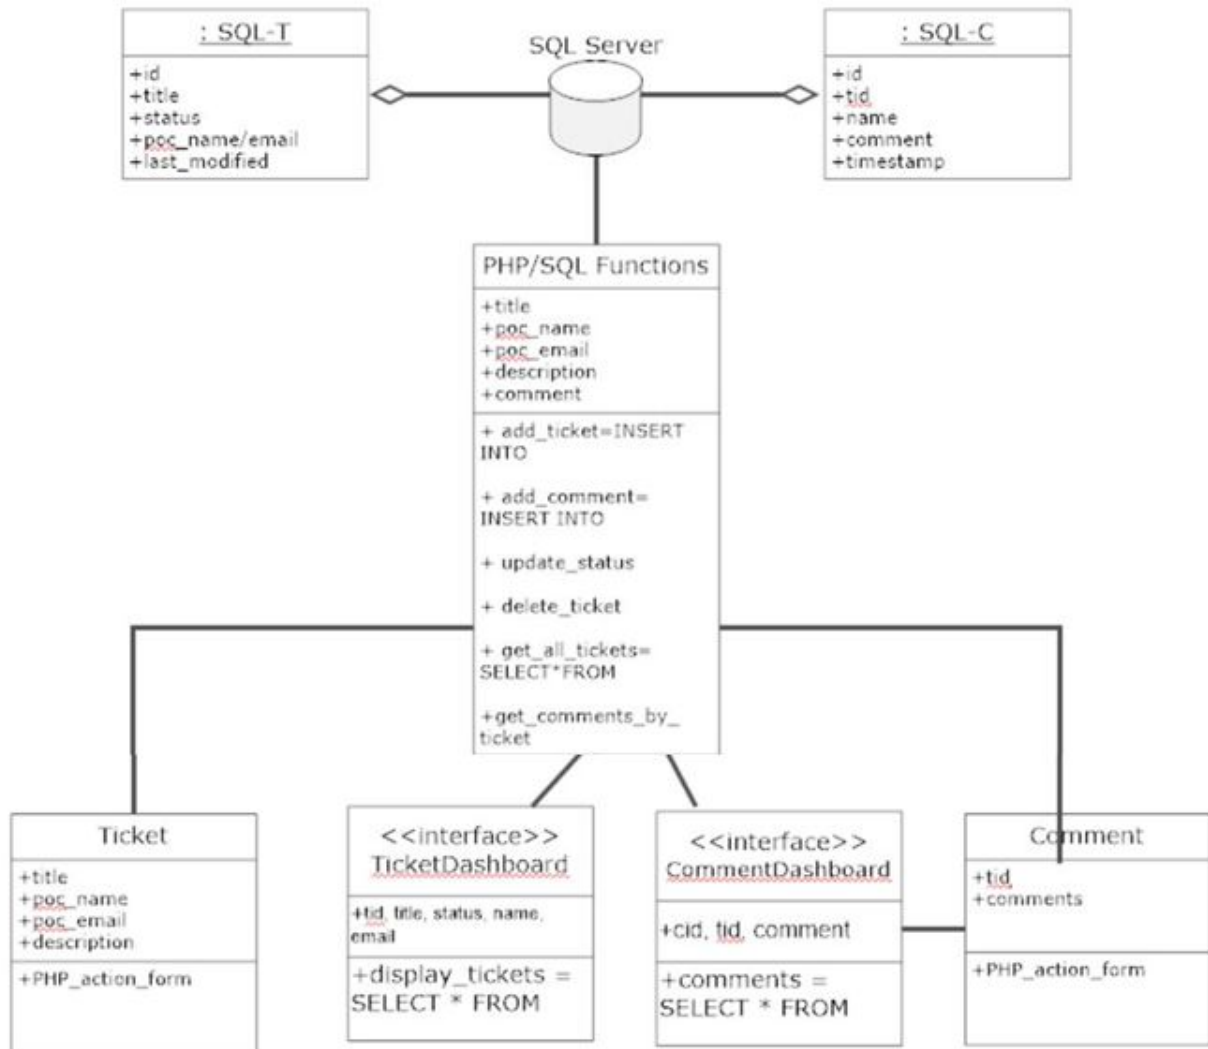 : SQL-T
+id
+title
+status
+poc_name/email
+last_modified
SQL Server
: SQL-C
+id
+tid
+name
+comment
+timestamp
PHP/SQL Functions
+title
+poc_name
+poc_email
+description
+comment
+ add_ticket=INSERT
INTO
+ add_comment=
INSERT INTO
+ update_status
+ delete_ticket
+ get_all_tickets=
SELECT*FROM
+get_comments_by_
ticket
Ticket
+title
+poc_name
+poc_email
+description
+PHP_action_form
<<interface>>
TicketDashboard
+tid, title, status, name,
email
+display_tickets =
SELECT * FROM
<<interface>>
CommentDashboard
+cid, tid, comment
+comments =
SELECT * FROM
Comment
+tid
+comments
+PHP_action_form